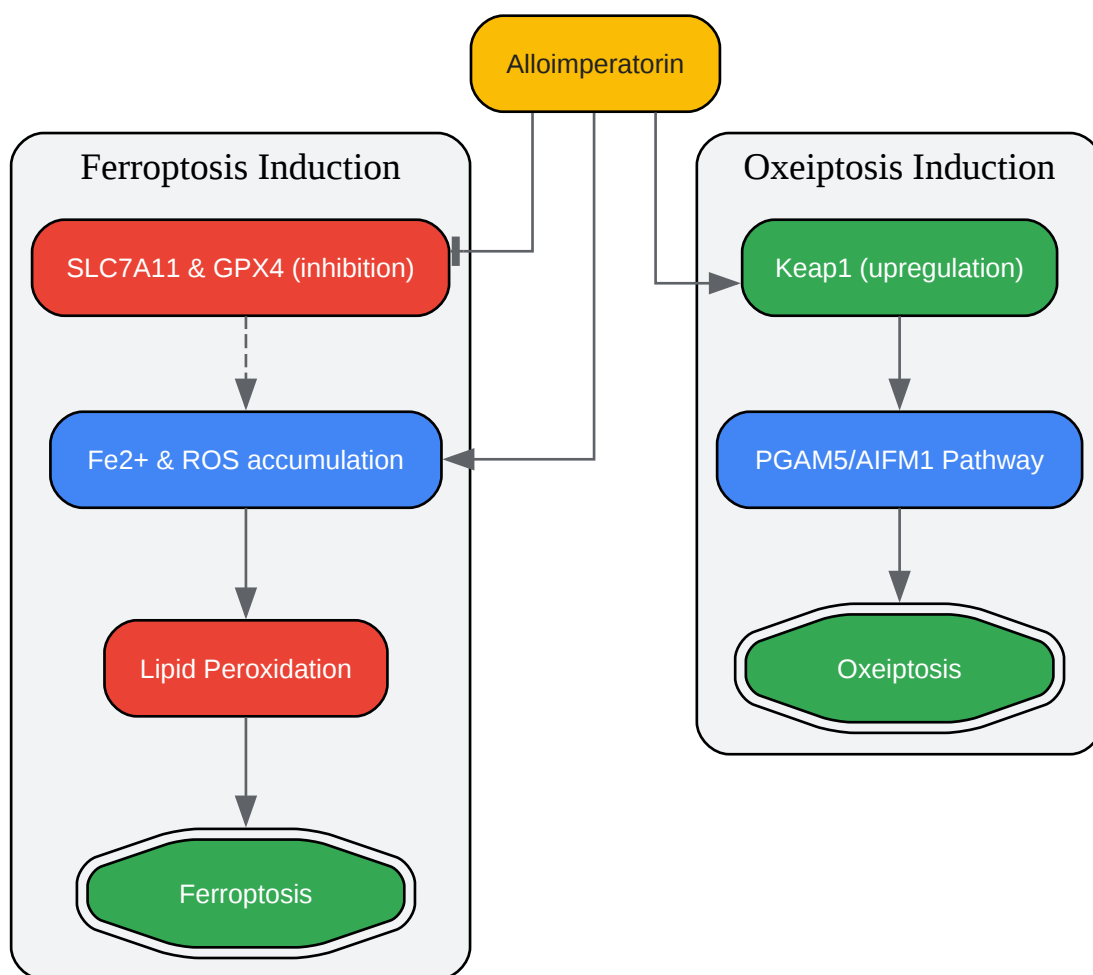 Alloimperatorin
Ferroptosis Induction
SLC7A11 & GPX4 (inhibition)
Fe2+ & ROS accumulation
Lipid Peroxidation
Ferroptosis
Oxeiptosis Induction
Keap1 (upregulation)
PGAM5/AIFM1 Pathway
Oxeiptosis